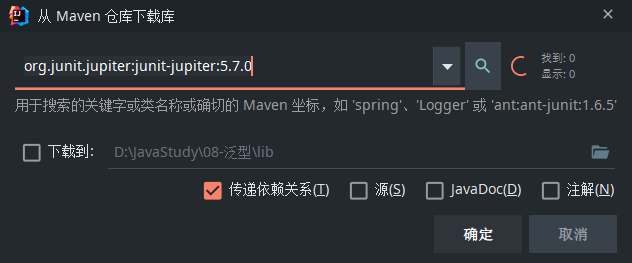 从 Maven 仓库下载库
org.junit.jupiter:junit-jupiter:5.7.0
找到: 0
显示: 0
用于搜索的关键字或类名称或确切的 Maven 坐标，如 'spring'、'Logger' 或 'ant:ant-junit:1.6.5'
下载到: D:\JavaStudy\08-泛型\lib
传递依赖关系(T) 源(S) JavaDoc(D) 注解(N)
确定 取消